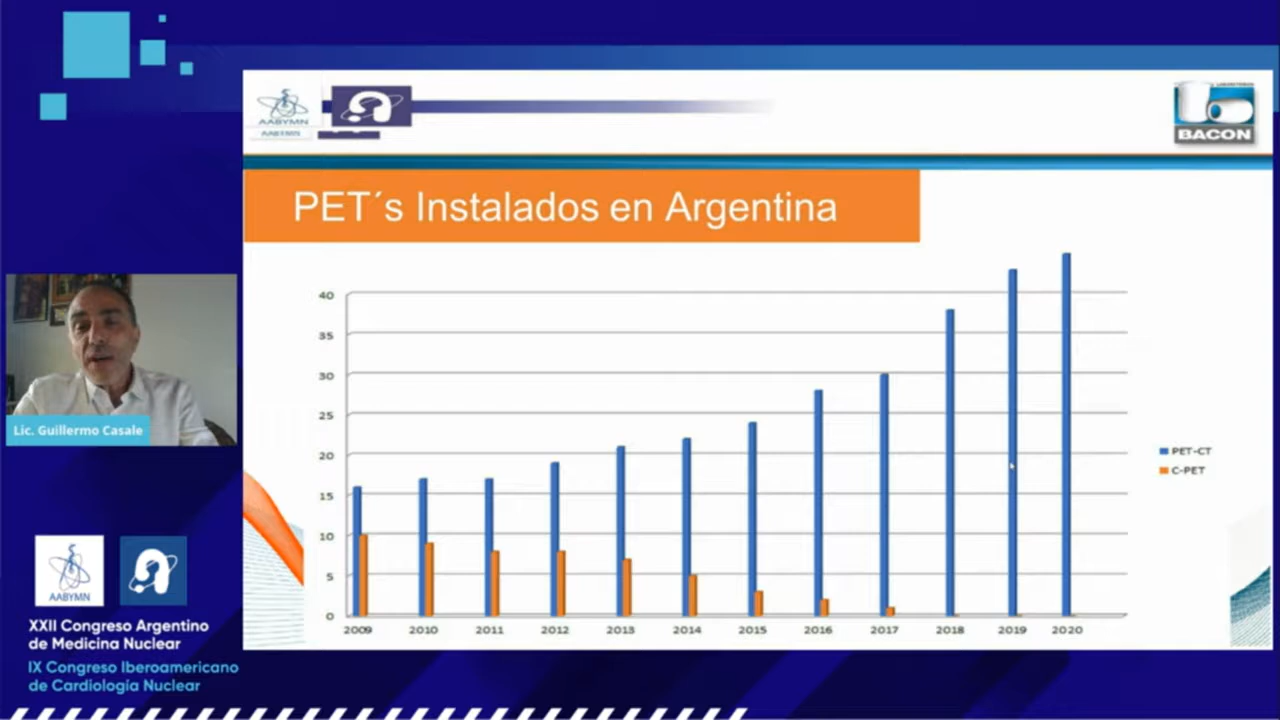 AABYMN
AABYMN
LABORATORIOS
BACON
PET´s Instalados en Argentina
40
35
30
25
20
15
10
5
0
2009 2010 2011 2012 2013 2014 2015 2016 2017 2018 2019 2020
PET-CT
C-PET
Lic. Guillermo Casale
AABYMN
XXII Congreso Argentino
de Medicina Nuclear
IX Congreso Iberoamericano
de Cardiología Nuclear